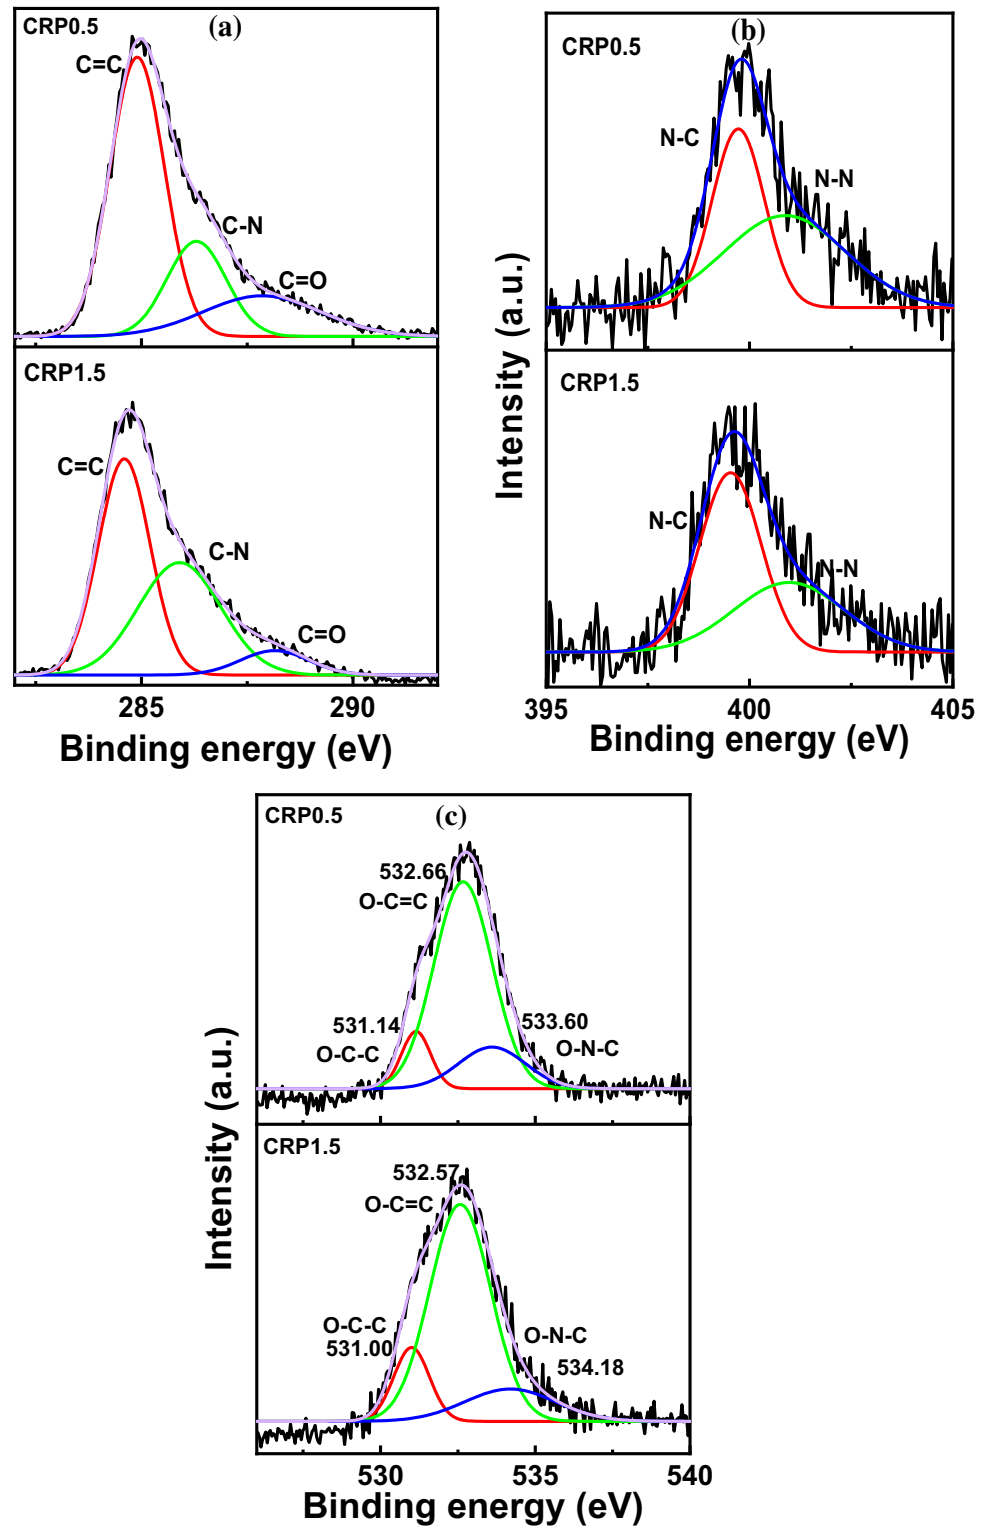 CRP0.5
(a)
C=C
C-N
C=O
CRP1.5
C=C
C-N
C=O
285
290
Binding energy (eV)
Intensity (a.u.)
CRP0.5
(b)
N-C
N-N
CRP1.5
N-C
N-N
395
400
405
Binding energy (eV)
Intensity (a.u.)
CRP0.5
(c)
532.66
O-C=C
531.14
O-C-C
533.60
O-N-C
CRP1.5
532.57
O-C=C
O-C-C
531.00
O-N-C
534.18
530
535
540
Binding energy (eV)